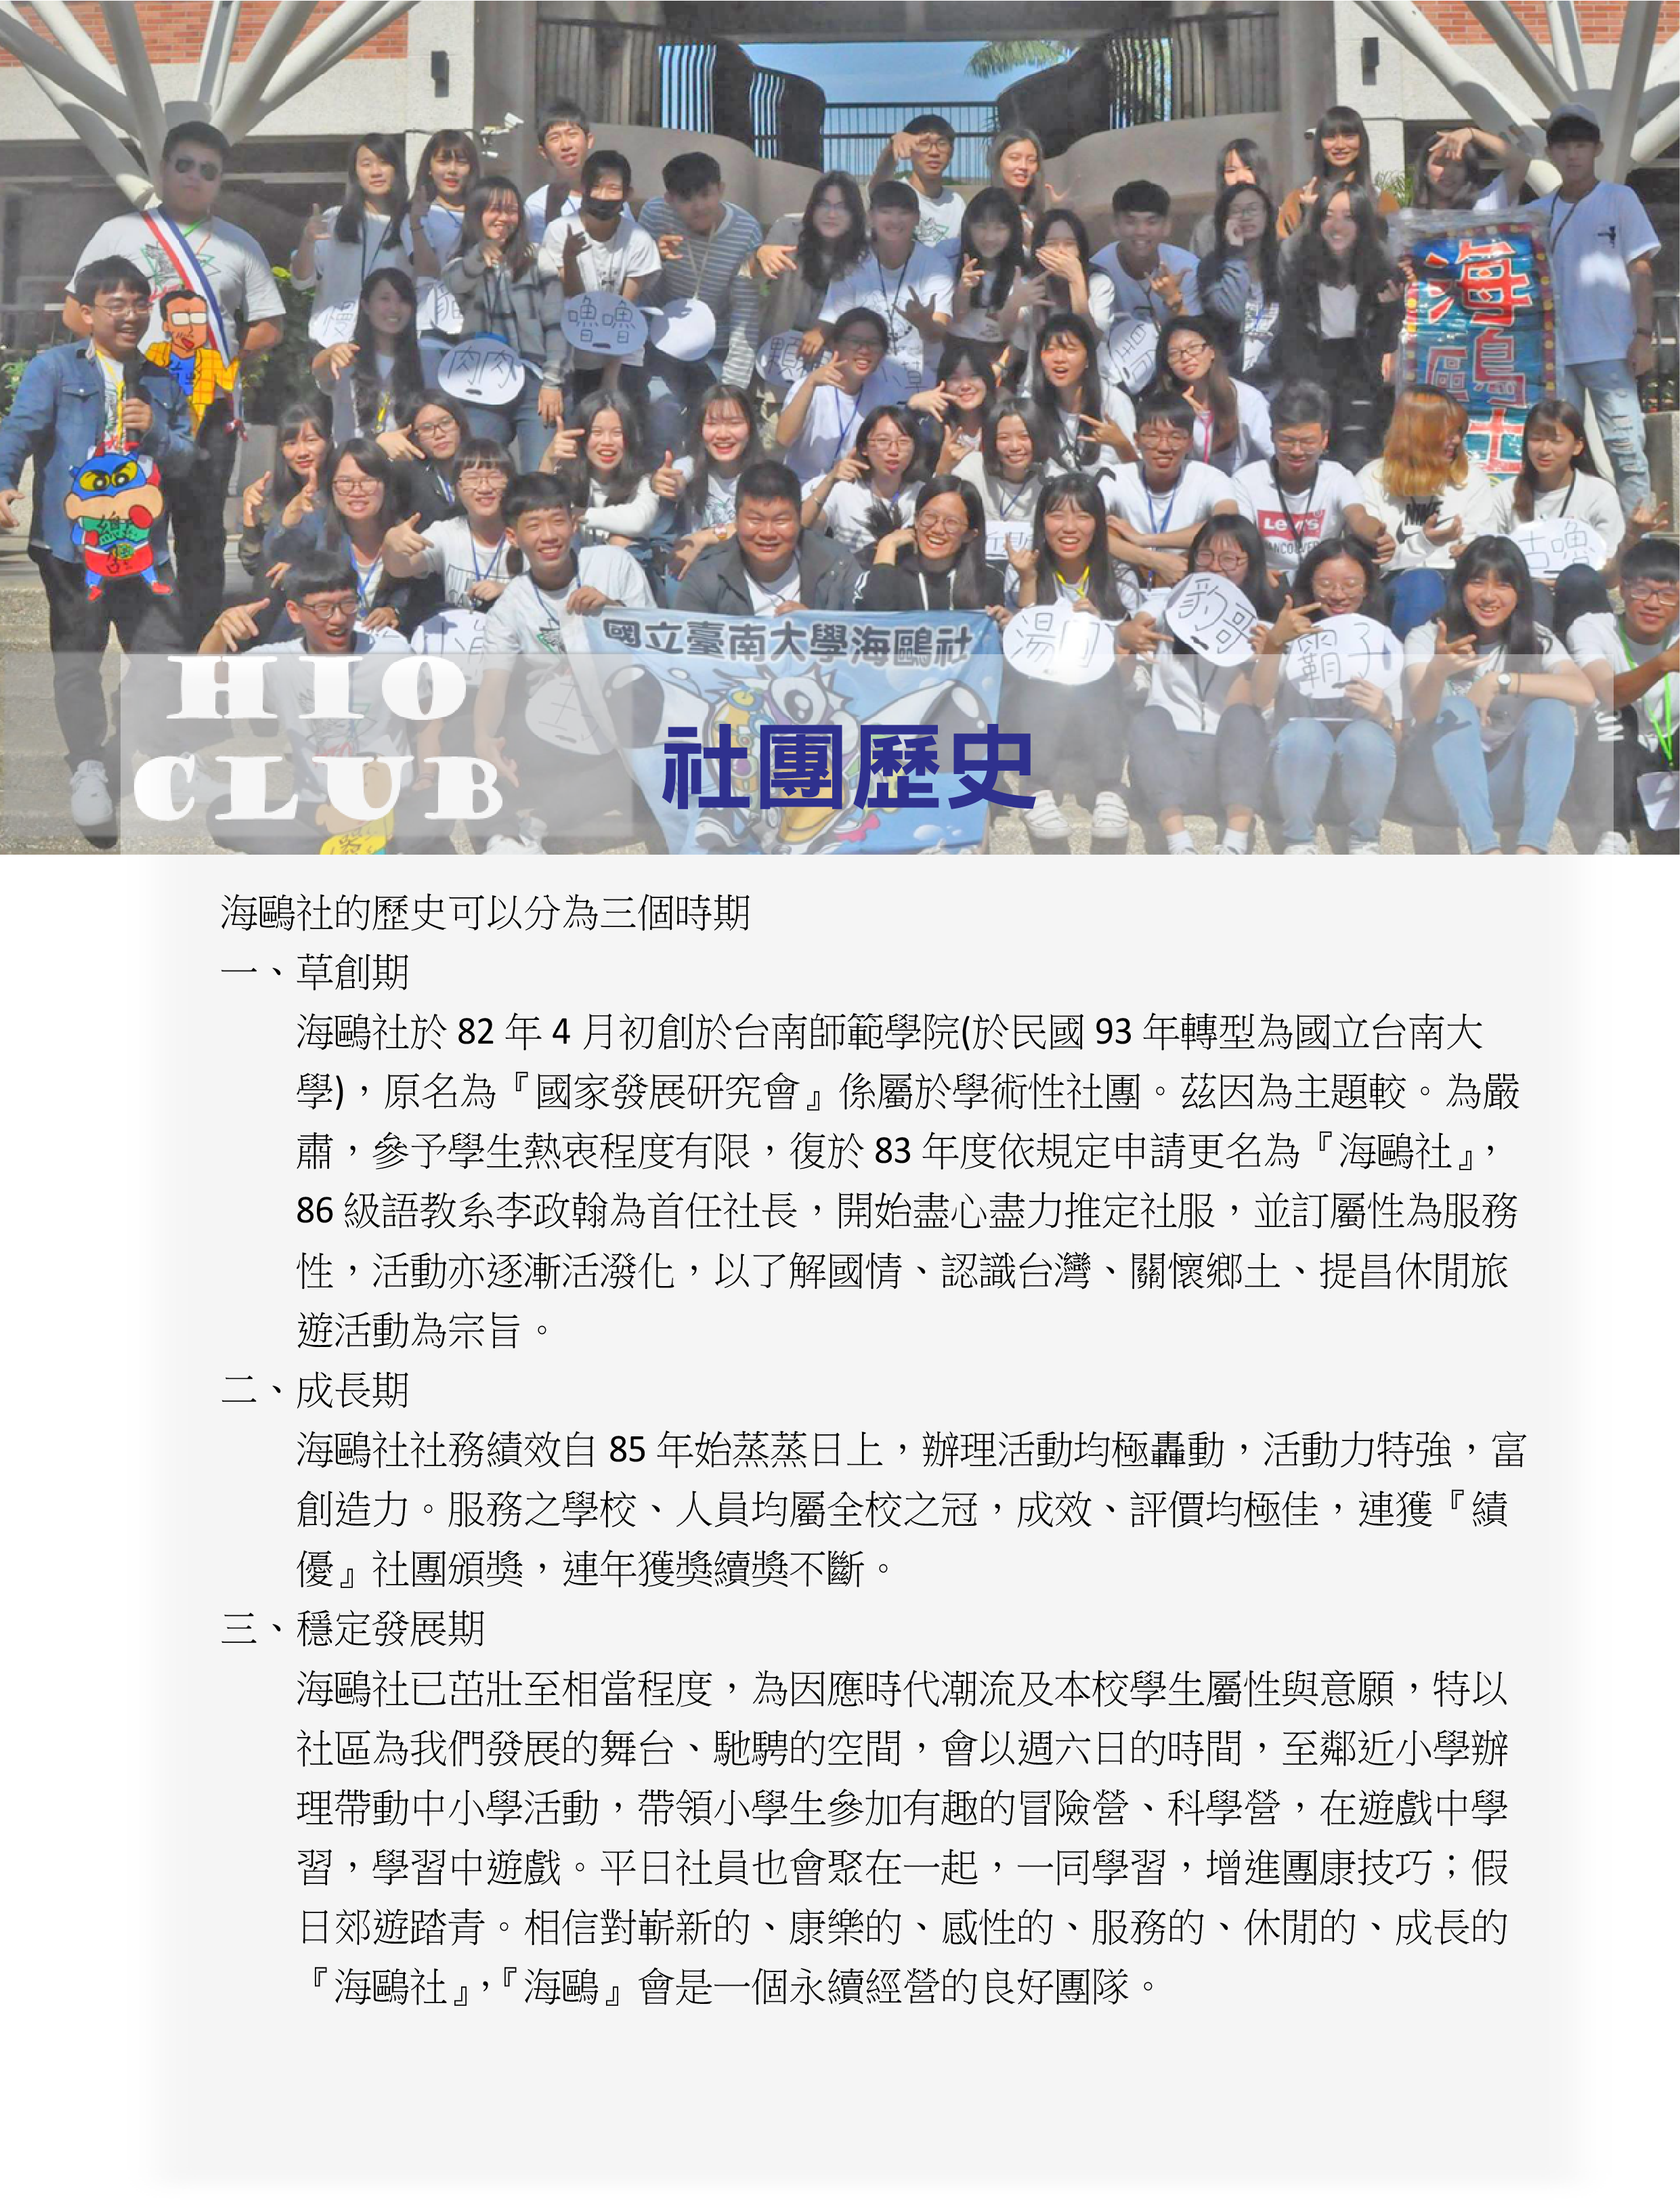 海鷗社
嚕嚕
肉肉
Levi's
NIKE
咕嚕
國立臺南大學海鷗社
湯圓
豹哥
霸子
HIO
CLUB
社團歷史
海鷗社的歷史可以分為三個時期
一、草創期
海鷗社於 82 年 4 月初創於台南師範學院(於民國 93 年轉型為國立台南大
學)，原名為『國家發展研究會』係屬於學術性社團。茲因為主題較。為嚴
肅，參予學生熱衷程度有限，復於 83 年度依規定申請更名為『海鷗社』，
86 級語教系李政翰為首任社長，開始盡心盡力推定社服，並訂屬性為服務
性，活動亦逐漸活潑化，以了解國情、認識台灣、關懷鄉土、提昌休閒旅
遊活動為宗旨。
二、成長期
海鷗社社務績效自 85 年始蒸蒸日上，辦理活動均極轟動，活動力特強，富
創造力。服務之學校、人員均屬全校之冠，成效、評價均極佳，連獲『績
優』社團頒獎，連年獲獎續獎不斷。
三、穩定發展期
海鷗社已茁壯至相當程度，為因應時代潮流及本校學生屬性與意願，特以
社區為我們發展的舞台、馳騁的空間，會以週六日的時間，至鄰近小學辦
理帶動中小學活動，帶領小學生參加有趣的冒險營、科學營，在遊戲中學
習，學習中遊戲。平日社員也會聚在一起，一同學習，增進團康技巧；假
日郊遊踏青。相信對嶄新的、康樂的、感性的、服務的、休閒的、成長的
『海鷗社』，『海鷗』會是一個永續經營的良好團隊。